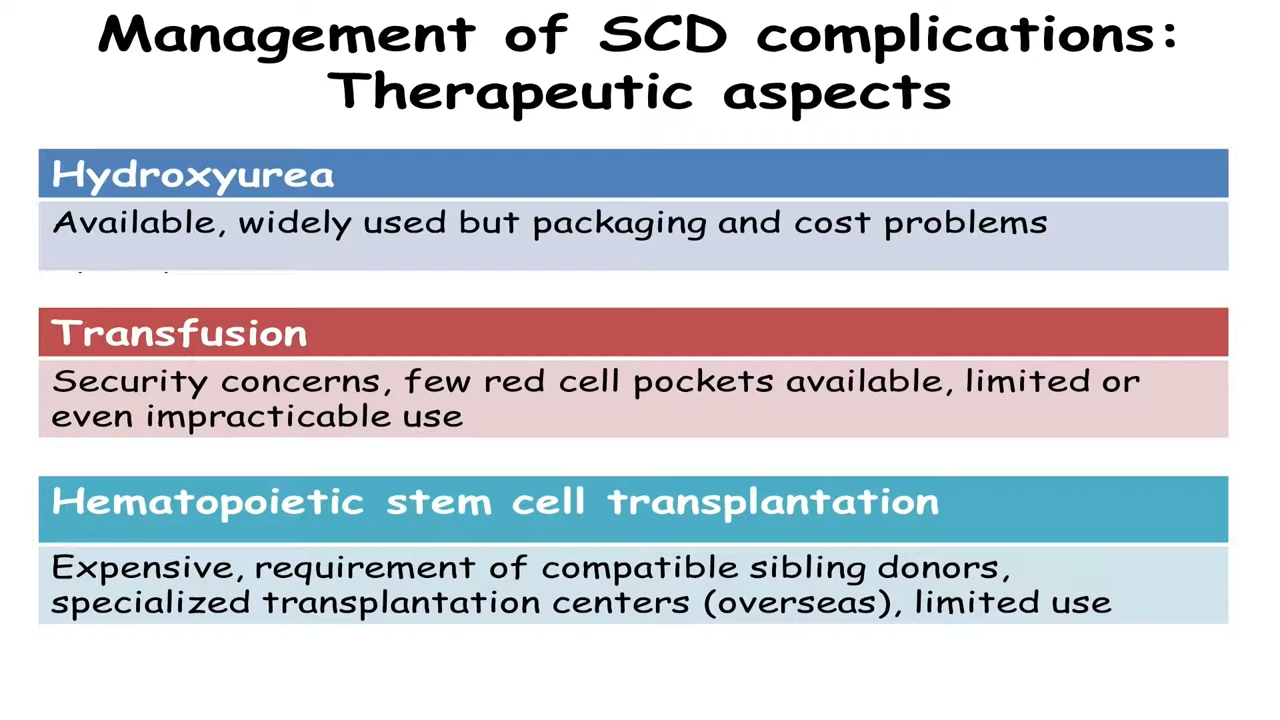 Management of SCD complications:
Therapeutic aspects
Hydroxyurea
Available, widely used but packaging and cost problems
Transfusion
Security concerns, few red cell pockets available, limited or
even impracticable use
Hematopoietic stem cell transplantation
Expensive, requirement of compatible sibling donors,
specialized transplantation centers (overseas), limited use